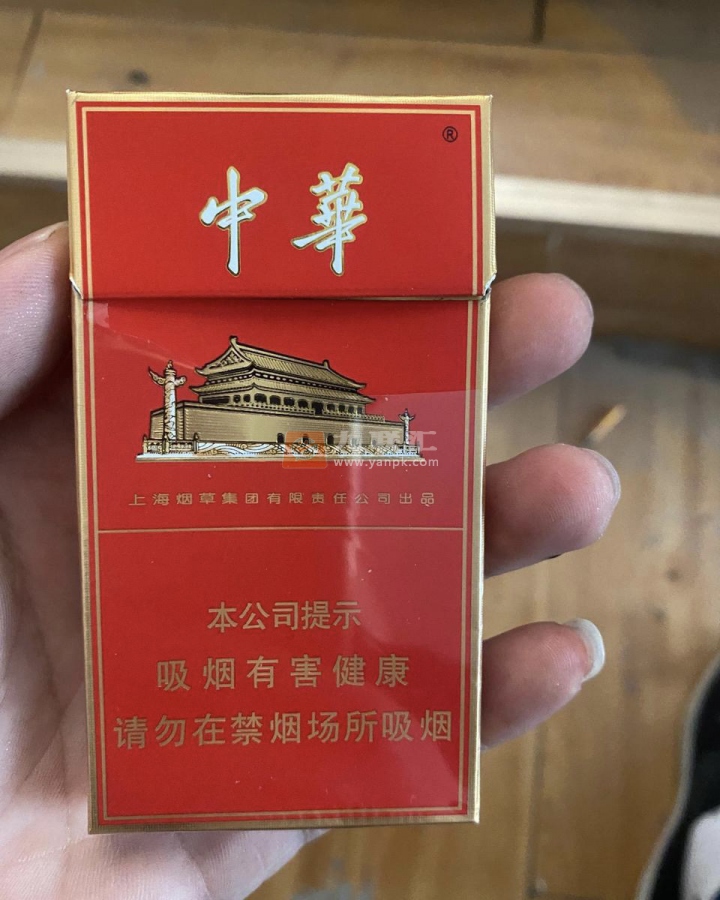 ®
中華
www.yanpk.com
上海烟草集团有限责任公司出品
本公司提示
吸烟有害健康
请勿在禁烟场所吸烟